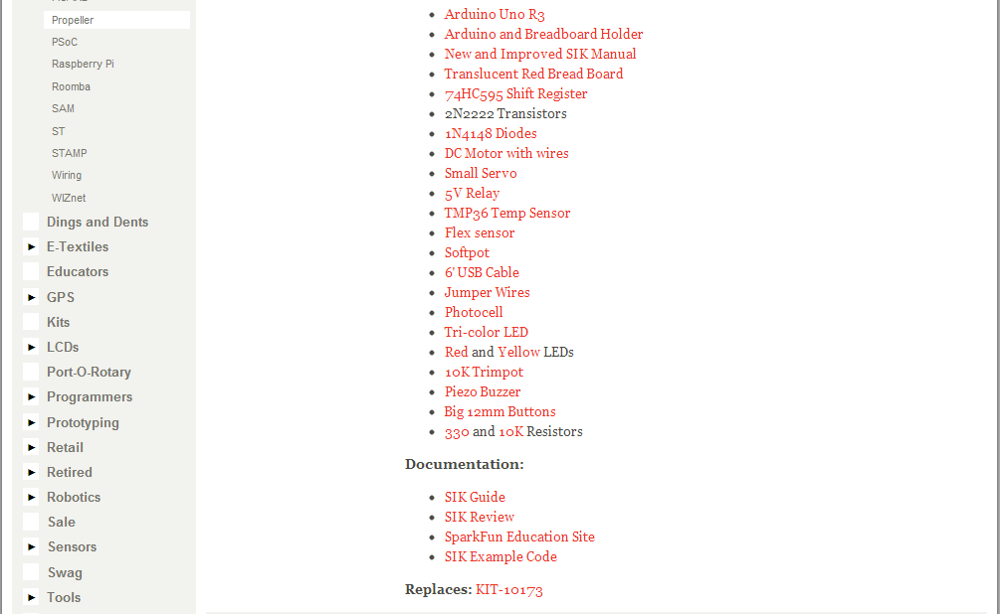 Propeller
PSoC
Raspberry Pi
Roomba
SAM
ST
STAMP
Wiring
WIZnet
Dings and Dents
E-Textiles
Educators
GPS
Kits
LCDs
Port-O-Rotary
Programmers
Prototyping
Retail
Retired
Robotics
Sale
Sensors
Swag
Tools
Arduino Uno R3
Arduino and Breadboard Holder
New and Improved SIK Manual
Translucent Red Bread Board
74HC595 Shift Register
2N2222 Transistors
1N4148 Diodes
DC Motor with wires
Small Servo
5V Relay
TMP36 Temp Sensor
Flex sensor
Softpot
6' USB Cable
Jumper Wires
Photocell
Tri-color LED
Red and Yellow LEDs
10K Trimpot
Piezo Buzzer
Big 12mm Buttons
330 and 10K Resistors
Documentation:
SIK Guide
SIK Review
SparkFun Education Site
SIK Example Code
Replaces: KIT-10173